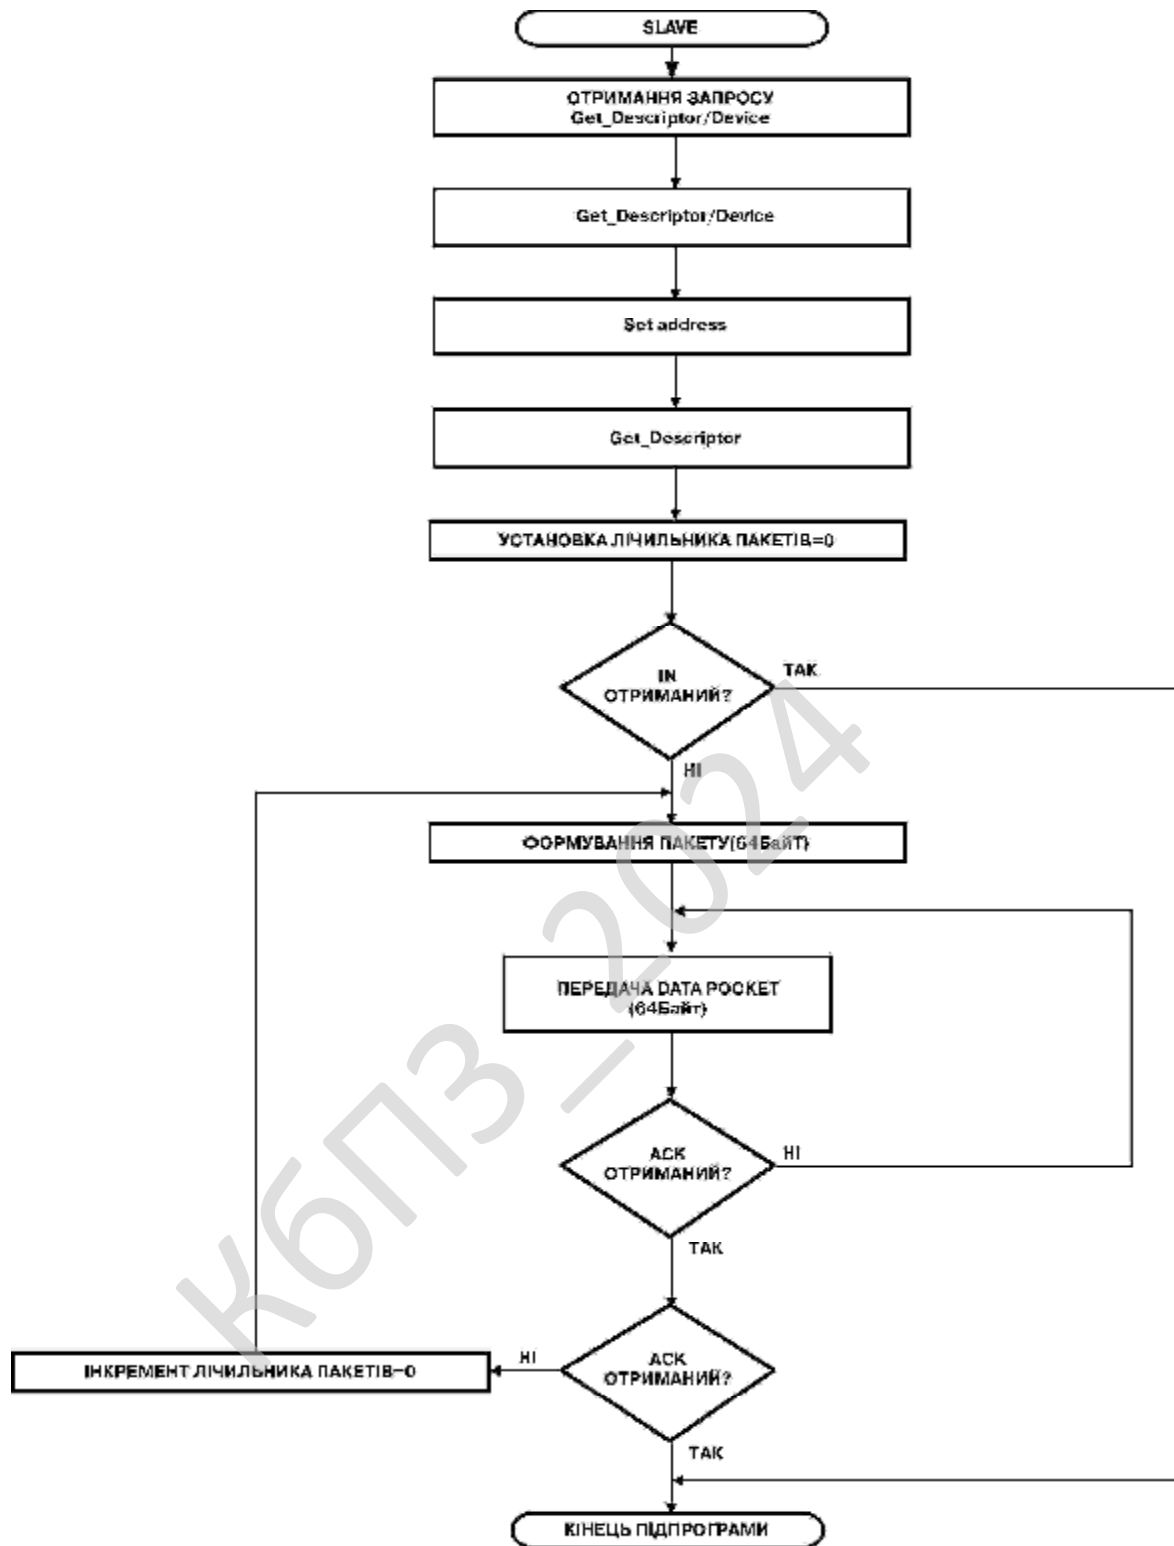 SLAVE
ОТРИМАННЯ ЗАПРОСУ
Get_Descriptor/Device
Get_Descriptor/Device
Set address
Get_Descriptor
УСТАНОВКА ЛІЧИЛЬНИКА ПАКЕТІВ=0
IN
ОТРИМАНИЙ?
ТАК
НІ
ФОРМУВАННЯ ПАКЕТУ(64БайТ)
ПЕРЕДАЧА DATA POCKET
(64Байт)
ACK
ОТРИМАНИЙ?
НІ
ТАК
ІНКРЕМЕНТ ЛІЧИЛЬНИКА ПАКЕТІВ=0
НІ
ACK
ОТРИМАНИЙ?
ТАК
КІНЕЦЬ ПІДПРОГРАМИ
КбПЗ_2024